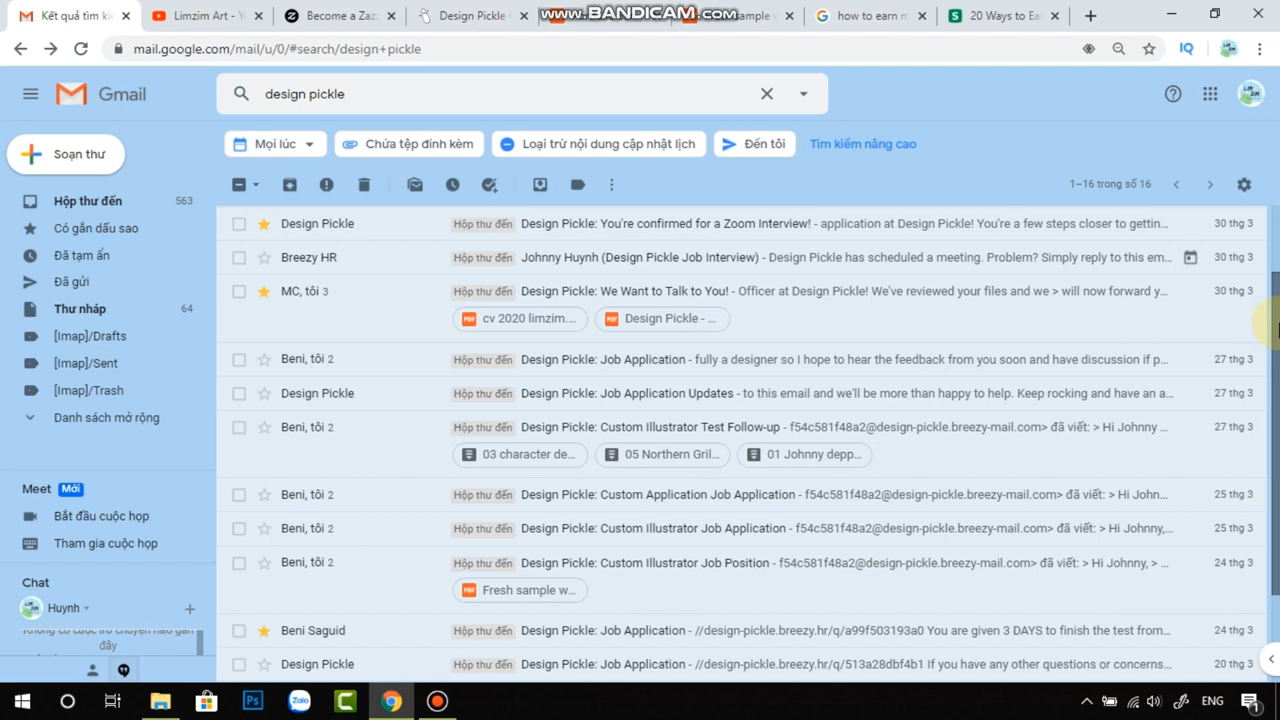 Kết quả tìm kiế
Limzim Art - Yo
Become a Zazz
Design Pickle C
ample v
how to earn m
20 Ways to Ea
www.BANDICAM.com
mail.google.com/mail/u/0/#search/design+pickle
IQ
Gmail
design pickle
Soạn thư
Mọi lúc
Chứa tệp đính kèm
Loại trừ nội dung cập nhật lịch
Đến tôi
Tìm kiếm nâng cao
1–16 trong số 16
Hộp thư đến 563
Có gắn dấu sao
Đã tạm ẩn
Đã gửi
Thư nháp 64
[Imap]/Drafts
[Imap]/Sent
[Imap]/Trash
Danh sách mở rộng
Meet Mới
Bắt đầu cuộc họp
Tham gia cuộc họp
Chat
Huynh
Không có cuộc trò chuyện nào gần
đây
Design Pickle Hộp thư đến Design Pickle: You're confirmed for a Zoom Interview! - application at Design Pickle! You're a few steps closer to gettin... 30 thg 3
Breezy HR Hộp thư đến Johnny Huynh (Design Pickle Job Interview) - Design Pickle has scheduled a meeting. Problem? Simply reply to this em... 30 thg 3
MC, tôi 3 Hộp thư đến Design Pickle: We Want to Talk to You! - Officer at Design Pickle! We've reviewed your files and we > will now forward y... 30 thg 3
cv 2020 limzim.... Design Pickle - ...
Beni, tôi 2 Hộp thư đến Design Pickle: Job Application - fully a designer so I hope to hear the feedback from you soon and have discussion if p... 27 thg 3
Design Pickle Hộp thư đến Design Pickle: Job Application Updates - to this email and we'll be more than happy to help. Keep rocking and have an a... 27 thg 3
Beni, tôi 2 Hộp thư đến Design Pickle: Custom Illustrator Test Follow-up - f54c581f48a2@design-pickle.breezy-mail.com> đã viết: > Hi Johnny ... 27 thg 3
03 character de... 05 Northern Gril... 01 Johnny depp...
Beni, tôi 2 Hộp thư đến Design Pickle: Custom Application Job Application - f54c581f48a2@design-pickle.breezy-mail.com> đã viết: > Hi John... 25 thg 3
Beni, tôi 2 Hộp thư đến Design Pickle: Custom Illustrator Job Application - f54c581f48a2@design-pickle.breezy-mail.com> đã viết: > Hi Johnny,... 25 thg 3
Beni, tôi 2 Hộp thư đến Design Pickle: Custom Illustrator Job Position - f54c581f48a2@design-pickle.breezy-mail.com> đã viết: > Hi Johnny, > ... 24 thg 3
Fresh sample w...
Beni Saguid Hộp thư đến Design Pickle: Job Application - //design-pickle.breezy.hr/q/a99f503193a0 You are given 3 DAYS to finish the test from... 24 thg 3
Design Pickle Hộp thư đến Design Pickle: Job Application - //design-pickle.breezy.hr/q/513a28dbf4b1 If you have any other questions or concerns... 20 thg 3
ENG